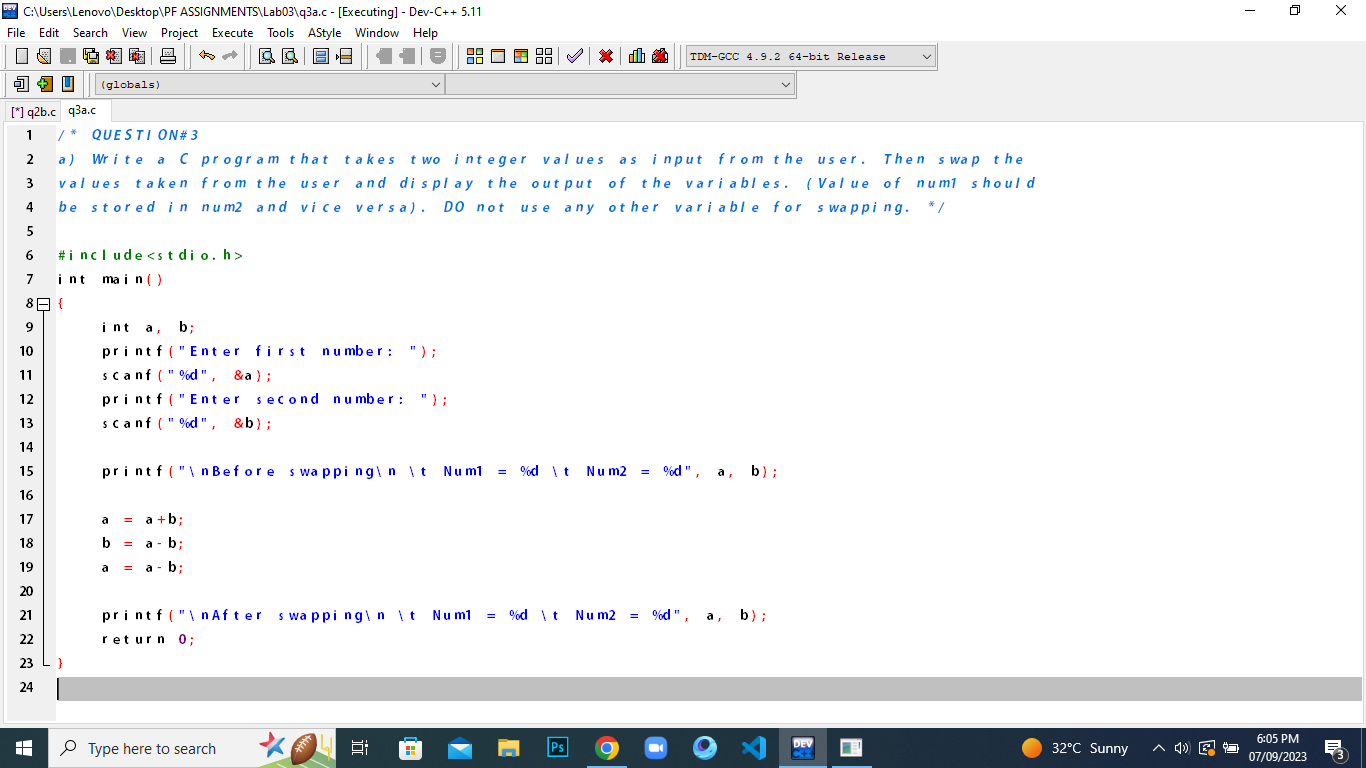 C:\Users\Lenovo\Desktop\PF ASSIGNMENTS\Lab03\q3a.c - [Executing] - Dev-C++ 5.11
File Edit Search View Project Execute Tools AStyle Window Help
TDM-GCC 4.9.2 64-bit Release
(globals)
[*] q2b.c q3a.c
1 /* QUESTION#3
2 a) Write a C program that takes two integer values as input from the user. Then swap the
3 values taken from the user and display the output of the variables. (Value of num1 should
4 be stored in num2 and vice versa). DO not use any other variable for swapping. */
5
6 #include<stdio.h>
7 int main()
8 {
9 int a, b;
10 printf("Enter first number: ");
11 scanf("%d", &a);
12 printf("Enter second number: ");
13 scanf("%d", &b);
14
15 printf("\nBefore swapping\n \t Num1 = %d \t Num2 = %d", a, b);
16
17 a = a+b;
18 b = a-b;
19 a = a-b;
20
21 printf("\nAfter swapping\n \t Num1 = %d \t Num2 = %d", a, b);
22 return 0;
23 }
24
Type here to search
Ps
DEV
32°C Sunny
6:05 PM
07/09/2023
3